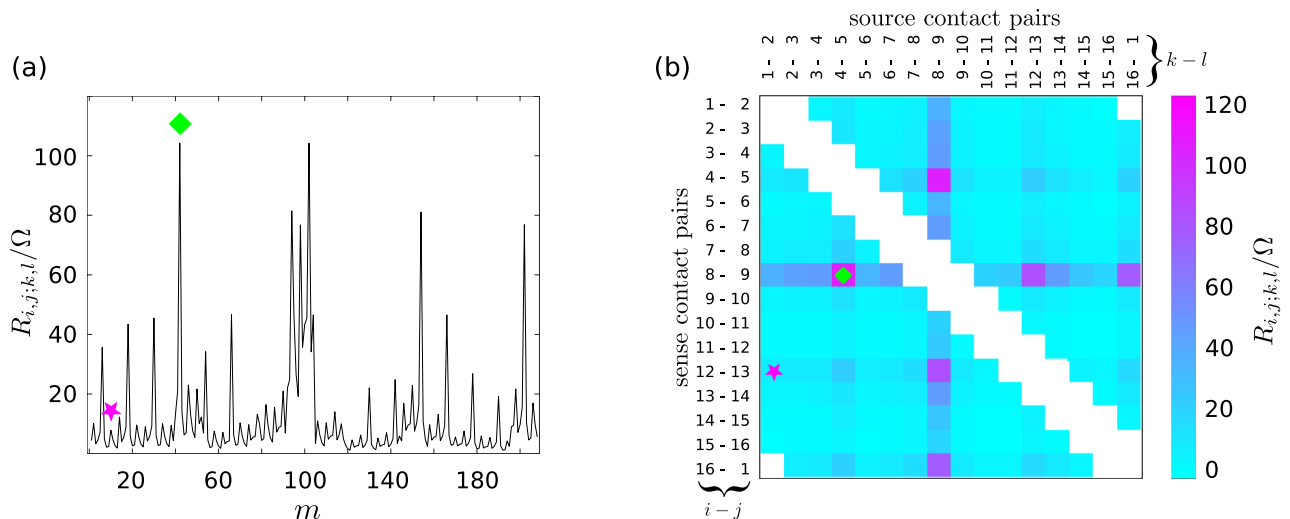 (a)
R_{i,j;k,l}/Ω
100
80
60
40
20
20
60
100
140
180
m
(b)
source contact pairs
1 - 2
2 - 3
3 - 4
4 - 5
5 - 6
6 - 7
7 - 8
8 - 9
9 - 10
10 - 11
11 - 12
12 - 13
13 - 14
14 - 15
15 - 16
16 - 1
k − l
sense contact pairs
1 - 2
2 - 3
3 - 4
4 - 5
5 - 6
6 - 7
7 - 8
8 - 9
9 - 10
10 - 11
11 - 12
12 - 13
13 - 14
14 - 15
15 - 16
16 - 1
i − j
120
100
80
60
40
20
0
R_{i,j;k,l}/Ω